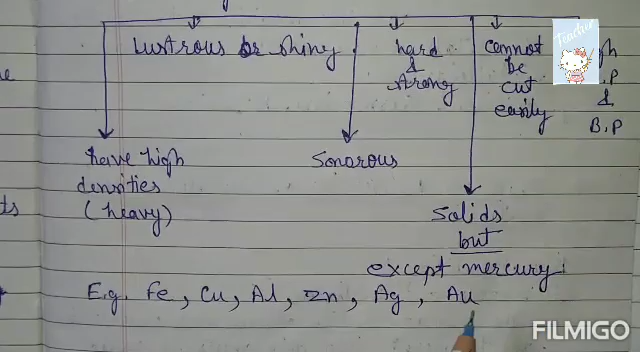 Lustrous or shiny
hard
&
strong
cannot
be
cut
easily
&
B.P
have high
densities
(heavy)
Sonorous
Solids
but
except mercury
E.g. Fe, Cu, Al, Zn, Ag, Au
Teacher
FILMIGO